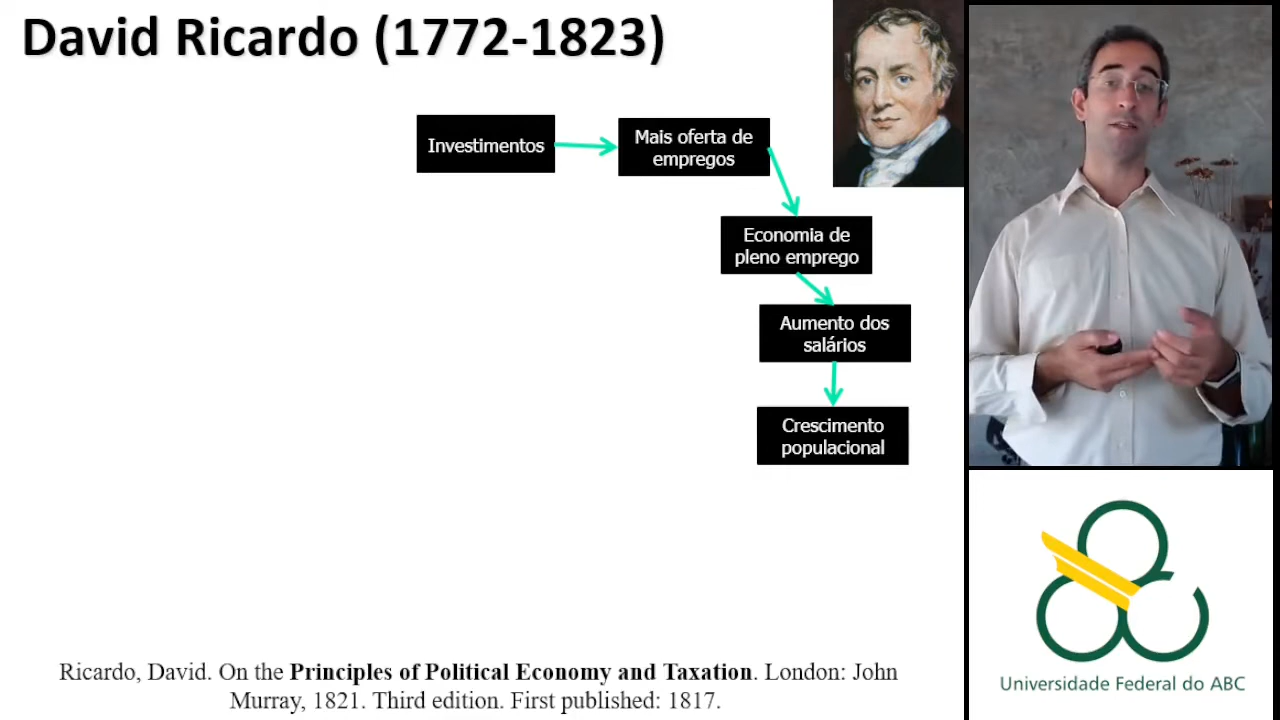 David Ricardo (1772-1823)
Investimentos
Mais oferta de
empregos
Economia de
pleno emprego
Aumento dos
salários
Crescimento
populacional
Ricardo, David. On the Principles of Political Economy and Taxation. London: John
Murray, 1821. Third edition. First published: 1817.
Universidade Federal do ABC